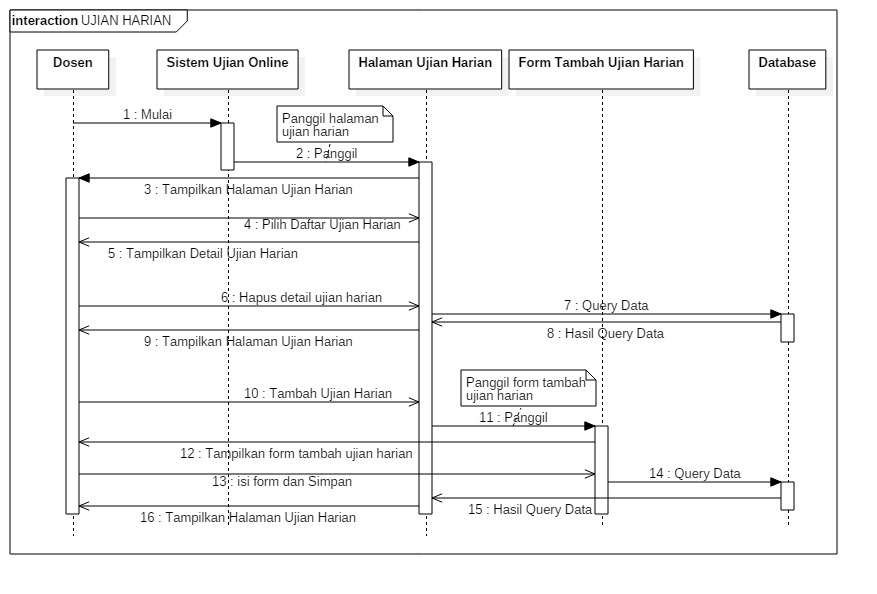 interaction UJIAN HARIAN
Dosen
Sistem Ujian Online
Halaman Ujian Harian
Form Tambah Ujian Harian
Database
1 : Mulai
Panggil halaman
ujian harian
2 : Panggil
3 : Tampilkan Halaman Ujian Harian
4 : Pilih Daftar Ujian Harian
5 : Tampilkan Detail Ujian Harian
6 : Hapus detail ujian harian
7 : Query Data
8 : Hasil Query Data
9 : Tampilkan Halaman Ujian Harian
Panggil form tambah
ujian harian
10 : Tambah Ujian Harian
11 : Panggil
12 : Tampilkan form tambah ujian harian
13 : isi form dan Simpan
14 : Query Data
15 : Hasil Query Data
16 : Tampilkan Halaman Ujian Harian